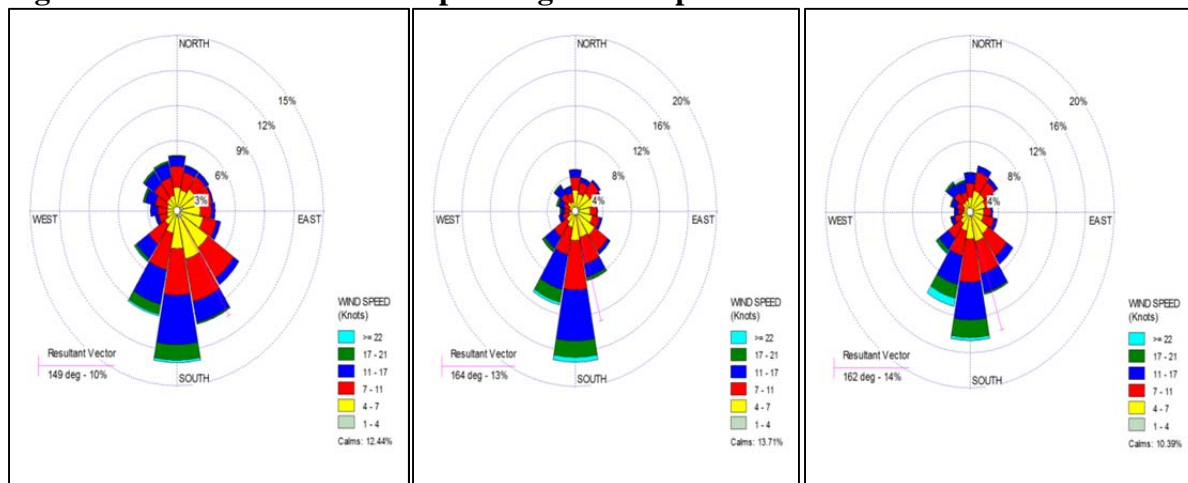 NORTH
15%
12%
9%
6%
3%
WEST
EAST
SOUTH
WIND SPEED
(Knots)
>= 22
17 - 21
11 - 17
7 - 11
4 - 7
1 - 4
Calms: 12.44%
Resultant Vector
149 deg - 10%
NORTH
20%
16%
12%
8%
4%
WEST
EAST
SOUTH
WIND SPEED
(Knots)
>= 22
17 - 21
11 - 17
7 - 11
4 - 7
1 - 4
Calms: 13.71%
Resultant Vector
164 deg - 13%
NORTH
20%
16%
12%
8%
4%
WEST
EAST
SOUTH
WIND SPEED
(Knots)
>= 22
17 - 21
11 - 17
7 - 11
4 - 7
1 - 4
Calms: 10.39%
Resultant Vector
162 deg - 14%